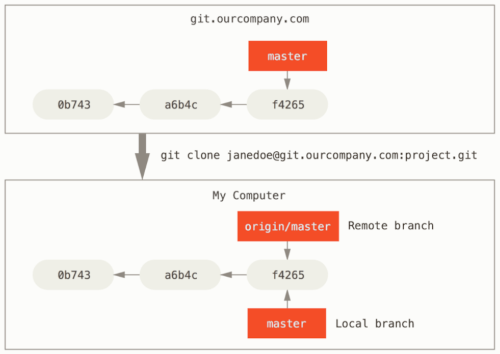 git.ourcompany.com
master
0b743 a6b4c f4265
git clone janedoe@git.ourcompany.com:project.git
My Computer
origin/master Remote branch
0b743 a6b4c f4265
master Local branch